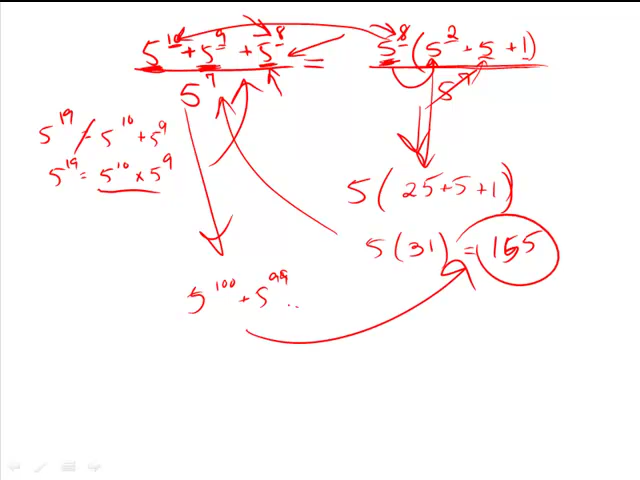 5^10 + 5^9 + 5^8 = 5^8 (5^2 + 5 + 1)
5^7
5^19 ≠ 5^10 + 5^9
5^19 = 5^10 × 5^9
5 ( 25 + 5 + 1 )
5 ( 31 ) = 155
5^100 + 5^99 ..